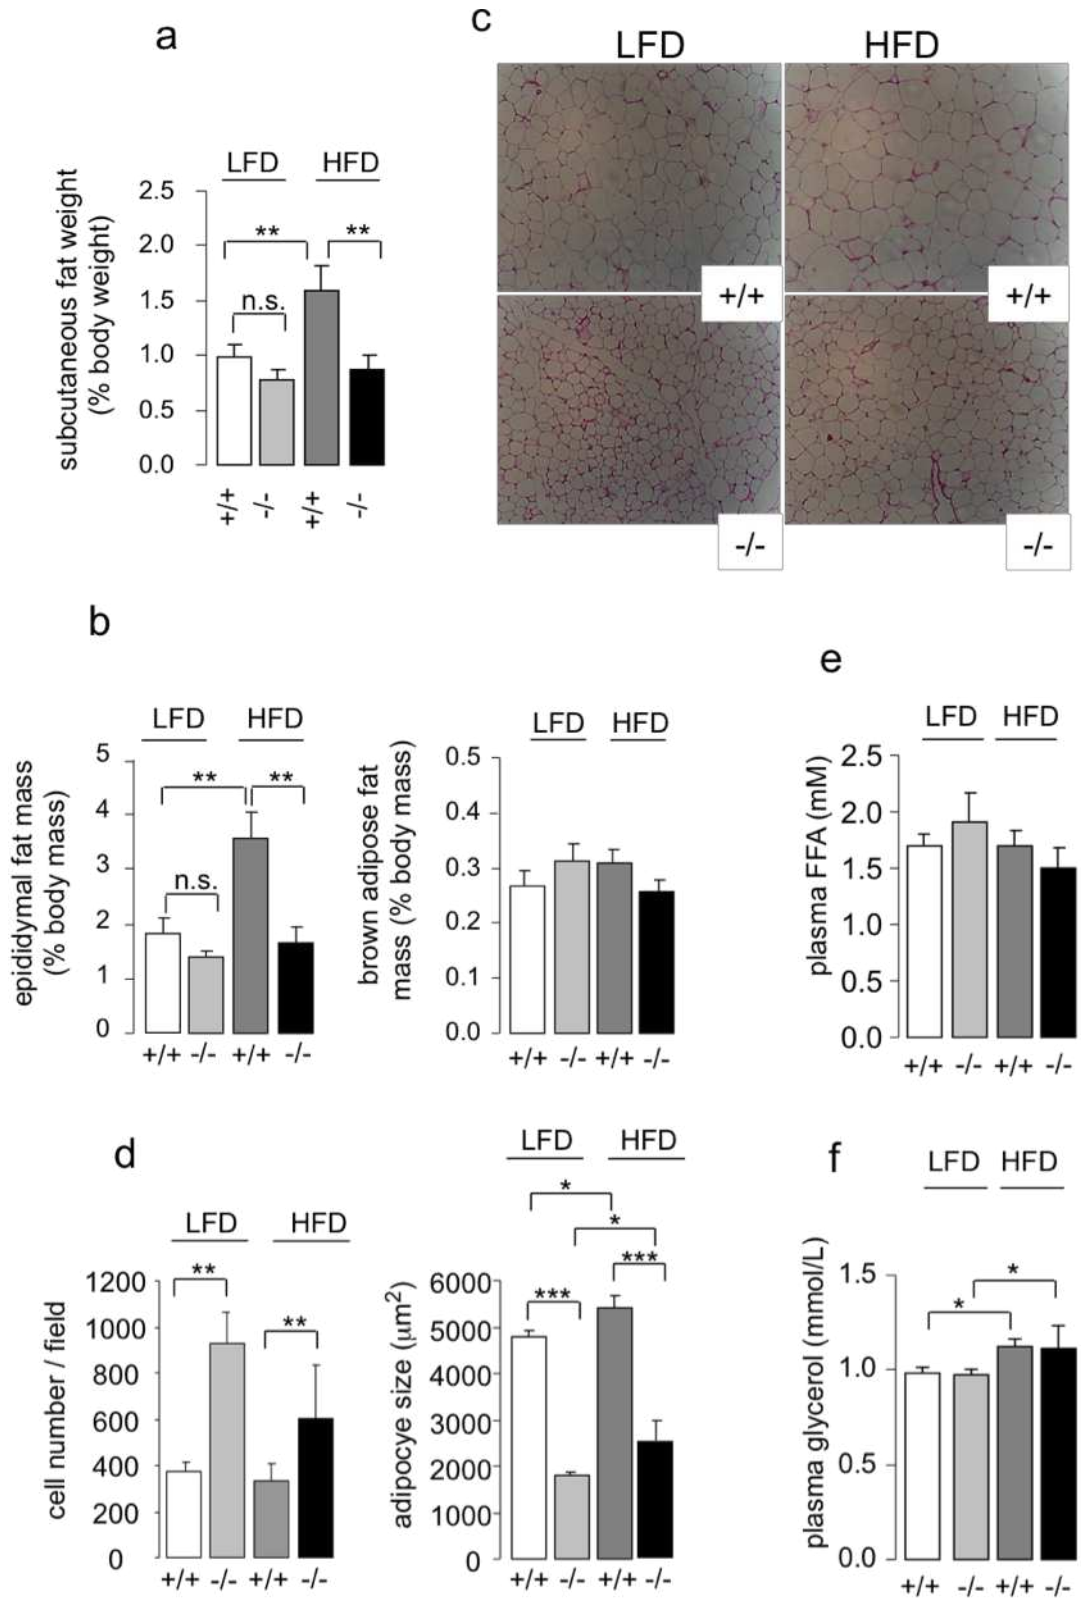 a
LFD HFD
subcutaneous fat weight
(% body weight)
2.5
2.0
1.5
1.0
0.5
0.0
** **
n.s.
+/+ -/- +/+ -/-
c
LFD HFD
+/+ +/+
-/- -/-
b
LFD HFD
epididymal fat mass
(% body mass)
5
4
3
2
1
0
** **
n.s.
+/+ -/- +/+ -/-
LFD HFD
brown adipose fat
mass (% body mass)
0.5
0.4
0.3
0.2
0.1
0.0
+/+ -/- +/+ -/-
e
LFD HFD
plasma FFA (mM)
2.5
2.0
1.5
1.0
0.5
0.0
+/+ -/- +/+ -/-
d
LFD HFD
cell number / field
1200
1000
800
600
400
200
0
** **
+/+ -/- +/+ -/-
LFD HFD
adipocye size (µm²)
*
*
*** ***
6000
5000
4000
3000
2000
1000
0
+/+ -/- +/+ -/-
f
LFD HFD
plasma glycerol (mmol/L)
1.5
1.0
0.5
0.0
*
*
+/+ -/- +/+ -/-